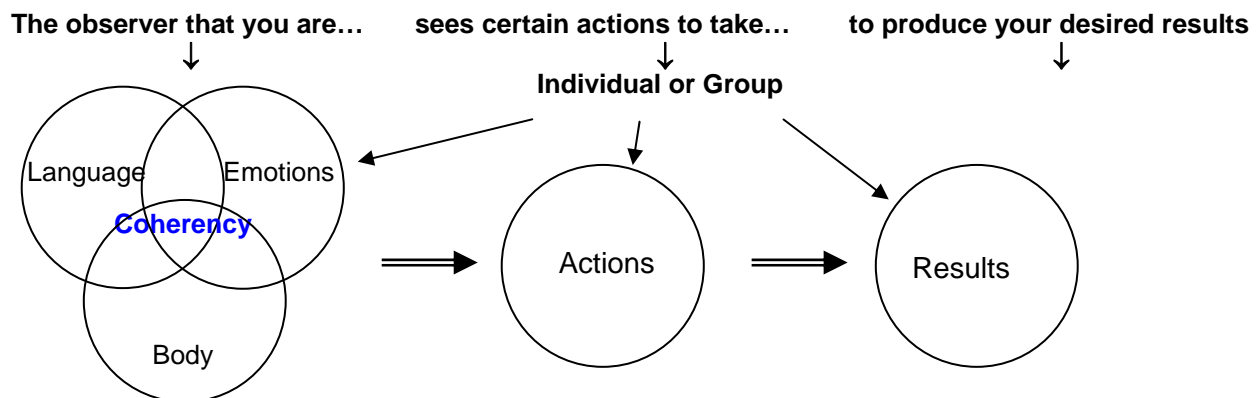 The observer that you are… sees certain actions to take… to produce your desired results
Individual or Group
Language Emotions
Coherency
Actions
Results
Body